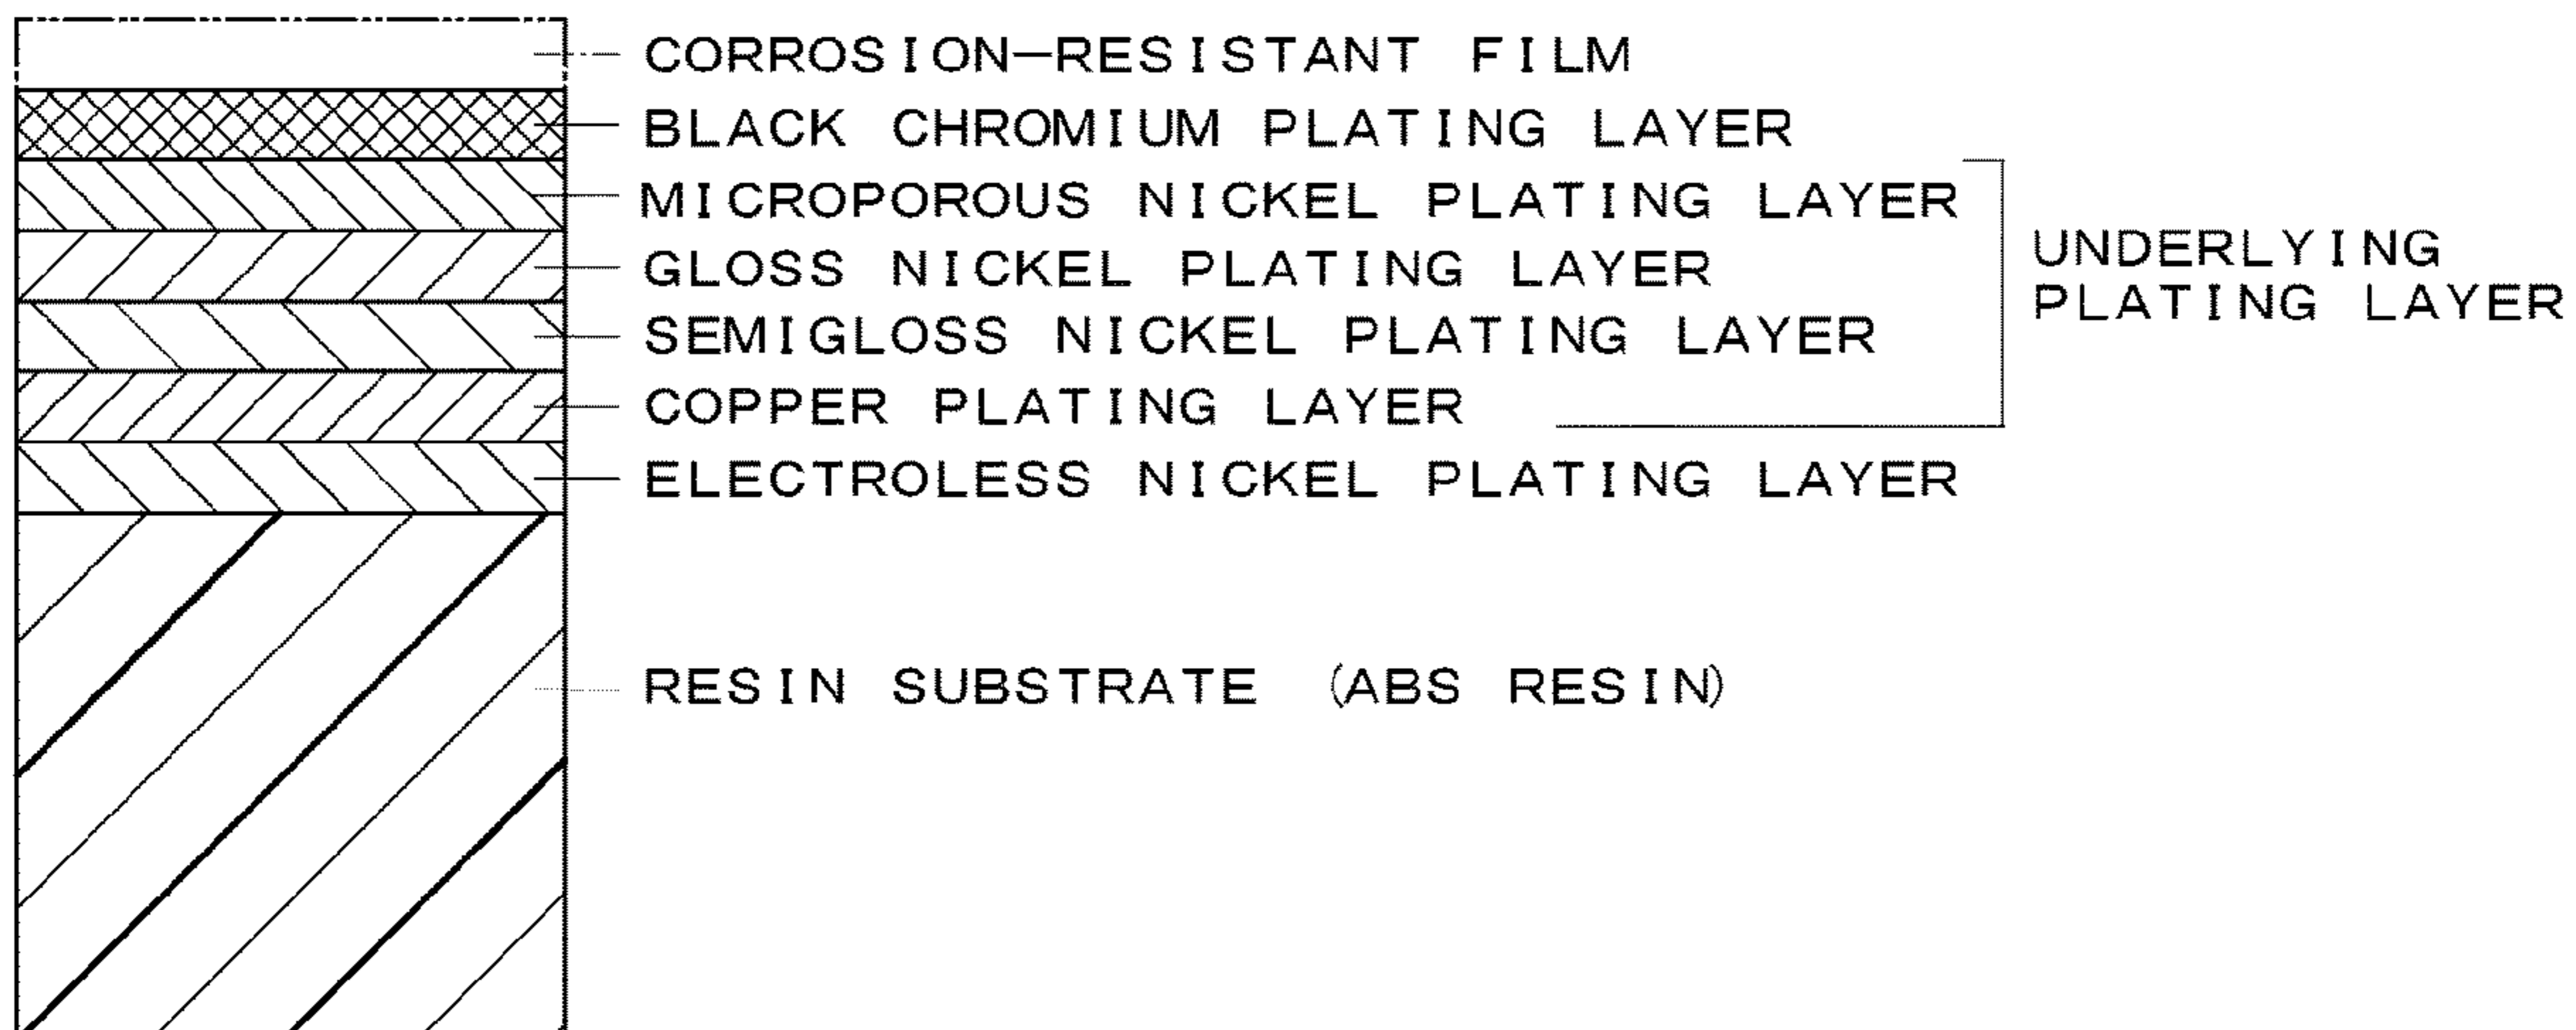 CORROSION-RESISTANT FILM
BLACK CHROMIUM PLATING LAYER
MICROPOROUS NICKEL PLATING LAYER
GLOSS NICKEL PLATING LAYER
SEMIGLOSS NICKEL PLATING LAYER
COPPER PLATING LAYER
UNDERLYING
PLATING LAYER
ELECTROLESS NICKEL PLATING LAYER
RESIN SUBSTRATE (ABS RESIN)